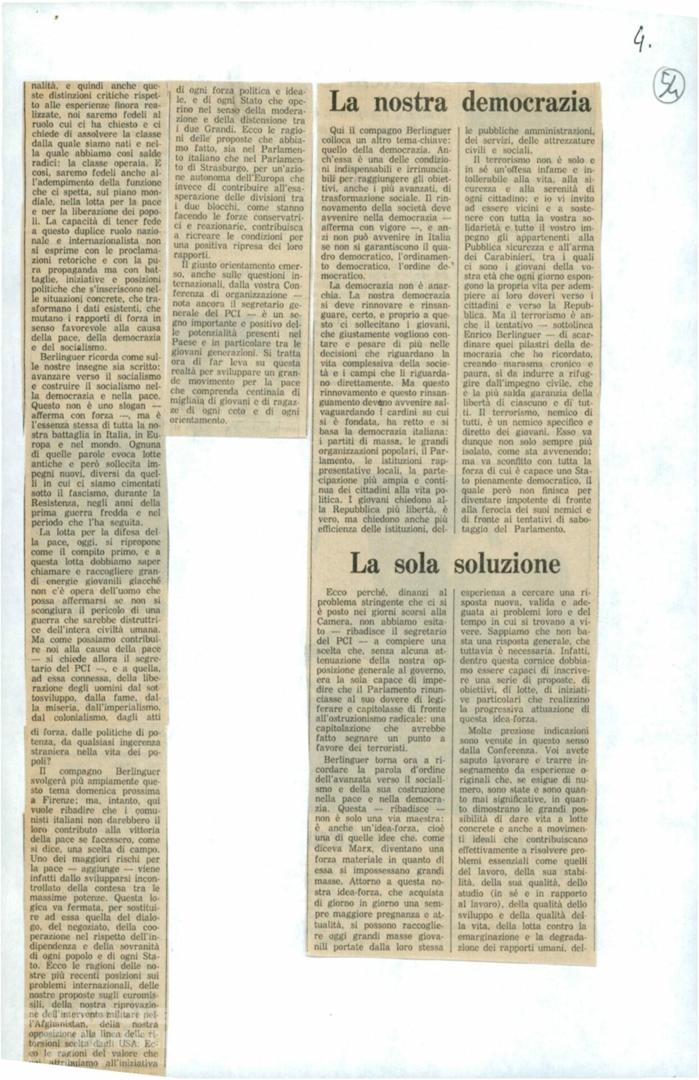 4.
54
nalità, e quindi anche que-
ste distinzioni critiche rispet-
to alle esperienze finora rea-
lizzate, noi saremo fedeli al
ruolo cui ci ha chiesto e ci
chiede di assolvere la classe
dalla quale siamo nati e nel-
la quale abbiamo così salde
radici: la classe operaia. E
così, saremo fedeli anche al-
l'adempimento della funzione
che ci spetta, sul piano mon-
diale, nella lotta per la pace
e per la liberazione dei popo-
li. La capacità di tener fede
a questo duplice ruolo nazio-
nale e internazionalista non
si esprime con le proclama-
zioni retoriche e con la pu-
ra propaganda ma con bat-
taglie, iniziative e posizioni
politiche che s'inseriscono nel-
le situazioni concrete, che tra-
sformano i dati esistenti, che
mutano i rapporti di forza in
senso favorevole alla causa
della pace, della democrazia
e del socialismo.
Berlinguer ricorda come sul-
le nostre insegne sia scritto:
avanzare verso il socialismo
e costruire il socialismo nella
democrazia e nella pace.
Questo non è uno slogan —
afferma con forza —, ma è
l'essenza stessa di tutta la no-
stra battaglia in Italia, in Eu-
ropa e nel mondo. Ognuna
di quelle parole evoca lotte
antiche e però sollecita im-
pegni nuovi, diversi da quel-
li in cui ci siamo cimentati
sotto il fascismo, durante la
Resistenza, negli anni della
prima guerra fredda e nel
periodo che l'ha seguita.
La lotta per la difesa del-
la pace, oggi, si ripropone
come il compito primo, e a
questa lotta dobbiamo saper
chiamare e raccogliere gran-
di energie giovanili giacché
non c'è opera dell'uomo che
possa affermarsi se non si
scongiura il pericolo di una
guerra che sarebbe distruttri-
ce dell'intera civiltà umana.
Ma come possiamo contribui-
re noi alla causa della pace
— si chiede allora il segre-
tario del PCI —, e a quella,
ad essa connessa, della libe-
razione degli uomini dal sot
tosviluppo, dalla fame, dal-
la miseria, dall'imperialismo,
dal colonialismo, dagli atti
di forza, dalle politiche di po-
tenza, da qualsiasi ingerenza
straniera nella vita dei po-
poli?
Il compagno Berlinguer
svolgerà più ampiamente que-
sto tema domenica prossima
a Firenze; ma, intanto, qui
vuole ribadire che i comu-
nisti italiani non darebbero il
loro contributo alla vittoria
della pace se facessero, come
si dice, una scelta di campo.
Uno dei maggiori rischi per
la pace — aggiunge — viene
infatti dallo svilupparsi incon-
trollato della contesa tra le
massime potenze. Questa lo-
gica va fermata, per sostitui-
re ad essa quella del dialo-
go, del negoziato, della coo-
perazione nel rispetto dell'in-
dipendenza e della sovranità
di ogni popolo e di ogni Sta-
to. Ecco le ragioni delle no-
stre più recenti posizioni sui
problemi internazionali, delle
nostre proposte sugli euromis-
sili, della nostra riprovazio-
ne dell'intervento militare nel-
l'Afghanistan, della nostra
opposizione alla linea delle ri-
torsioni scelta dagli USA. Ec-
co le ragioni del valore che
noi attribuiamo all'iniziativa
di ogni forza politica e idea-
le, e di ogni Stato che ope-
rino nel senso della modera-
zione e della distensione tra
i due Grandi. Ecco le ragio-
ni delle proposte che abbia-
mo fatto, sia nel Parlamento
italiano che nel Parlamen-
to di Strasburgo, per un'azio-
ne autonoma dell'Europa che
invece di contribuire all'esa-
sperazione delle divisioni tra
i due blocchi, come stanno
facendo le forze conservatri-
ci e reazionarie, contribuisca
a ricreare le condizioni per
una positiva ripresa dei loro
rapporti.
Il giusto orientamento emer-
so, anche sulle questioni in-
ternazionali, dalla vostra Con-
ferenza di organizzazione —
nota ancora il segretario ge-
nerale del PCI — è un se-
gno importante e positivo del-
le potenzialità presenti nel
Paese e in particolare tra le
giovani generazioni. Si tratta
ora di far leva su questa
realtà per sviluppare un gran-
de movimento per la pace
che comprenda centinaia di
migliaia di giovani e di ragaz-
ze di ogni ceto e di ogni
orientamento.
La nostra democrazia
Qui il compagno Berlinguer
colloca un altro tema-chiave:
quello della democrazia. An-
ch'essa è una delle condizio-
ni indispensabili e irrinuncia-
bili per raggiungere gli obiet-
tivi, anche i più avanzati, di
trasformazione sociale. Il rin-
novamento della società deve
avvenire nella democrazia —
afferma con vigore —, e an-
zi non può avvenire in Italia
se non si garantiscono il qua-
dro democratico, l'ordinamen-
to democratico, l'ordine de-
mocratico.
La democrazia non è anar-
chia. La nostra democrazia
si deve rinnovare e rinsan-
guare, certo, e proprio a que-
sto ci sollecitano i giovani,
che giustamente vogliono con-
tare e pesare di più nelle
decisioni che riguardano la
vita complessiva della socie-
tà e i campi che li riguarda-
no direttamente. Ma questo
rinnovamento e questo rinsan-
guamento devono avvenire sal-
vaguardando i cardini su cui
si è fondata, ha retto e si
basa la democrazia italiana:
i partiti di massa, le grandi
organizzazioni popolari, il Par-
lamento, le istituzioni rap-
presentative locali, la parte-
cipazione più ampia e conti-
nua dei cittadini alla vita po-
litica. I giovani chiedono al-
la Repubblica più libertà, è
vero, ma chiedono anche più
efficienza delle istituzioni, del-
le pubbliche amministrazioni,
dei servizi, delle attrezzature
civili e sociali.
Il terrorismo non è solo e
in sé un'offesa infame e in-
tollerabile alla vita, alla si-
curezza e alla serenità di
ogni cittadino; e io vi invito
ad essere vicini e a soste-
nere con tutta la vostra so-
lidarietà e tutto il vostro im-
pegno gli appartenenti alla
Pubblica sicurezza e all'arma
dei Carabinieri, tra i quali
ci sono i giovani della vo-
stra età che ogni giorno espon-
gono la propria vita per adem-
piere ai loro doveri verso i
cittadini e verso la Repub-
blica. Ma il terrorismo è an-
che il tentativo — sottolinea
Enrico Berlinguer — di scar-
dinare quei pilastri della de-
mocrazia che ho ricordato,
creando marasma cronico e
paura, sì da indurre a rifug-
gire dall'impegno civile, che
è la più salda garanzia della
libertà di ciascuno e di tut-
ti. Il terrorismo, nemico di
tutti, è un nemico specifico e
diretto dei giovani. Esso va
dunque non solo sempre più
isolato, come sta avvenendo;
ma va sconfitto con tutta la
forza di cui è capace uno Sta-
to pienamente democratico, il
quale però non finisca per
diventare impotente di fronte
alla ferocia dei suoi nemici e
di fronte ai tentativi di sabo-
taggio del Parlamento.
La sola soluzione
Ecco perché, dinanzi al
problema stringente che ci si
è posto nei giorni scorsi alla
Camera, non abbiamo esita-
to — ribadisce il segretario
del PCI — a compiere una
scelta che, senza alcuna at-
tenuazione della nostra op-
posizione generale al governo,
era la sola capace di impe-
dire che il Parlamento rinun-
ciasse al suo dovere di legi-
ferare e capitolasse di fronte
all'ostruzionismo radicale: una
capitolazione che avrebbe
fatto segnare un punto a
favore dei terroristi.
Berlinguer torna ora a ri-
cordare la parola d'ordine
dell'avanzata verso il sociali-
smo e della sua costruzione
nella pace e nella democra-
zia. Questa — ribadisce —
non è solo una via maestra:
è anche un'idea-forza, cioè
una di quelle idee che, come
diceva Marx, diventano una
forza materiale in quanto di
essa si impossessano grandi
masse. Attorno a questa no-
stra idea-forza, che acquista
di giorno in giorno una sem-
pre maggiore pregnanza e at-
tualità, si possono raccoglie-
re oggi grandi masse giova-
nili portate dalla loro stessa
esperienza a cercare una ri-
sposta nuova, valida e ade-
guata ai problemi loro e del
tempo in cui si trovano a vi-
vere. Sappiamo che non ba-
sta una risposta generale, che
tuttavia è necessaria. Infatti,
dentro questa cornice dobbia-
mo essere capaci di inscrive-
re una serie di proposte, di
obiettivi, di lotte, di iniziati-
ve particolari che realizzino
la progressiva attuazione di
questa idea-forza.
Molte preziose indicazioni
sono venute in questo senso
dalla Conferenza. Voi avete
saputo lavorare e trarre in-
segnamento da esperienze o-
riginali che, se esigue di nu-
mero, sono state e sono quan-
to mai significative, in quan-
to dimostrano le grandi pos-
sibilità di dare vita a lotte
concrete e anche a movimen-
ti ideali che contribuiscano
effettivamente a risolvere pro-
blemi essenziali come quelli
del lavoro, della sua stabi-
lità, della sua qualità, dello
studio (in sé e in rapporto
al lavoro), della qualità dello
sviluppo e della qualità del-
la vita, della lotta contro la
emarginazione e la degrada-
zione dei rapporti umani, del-